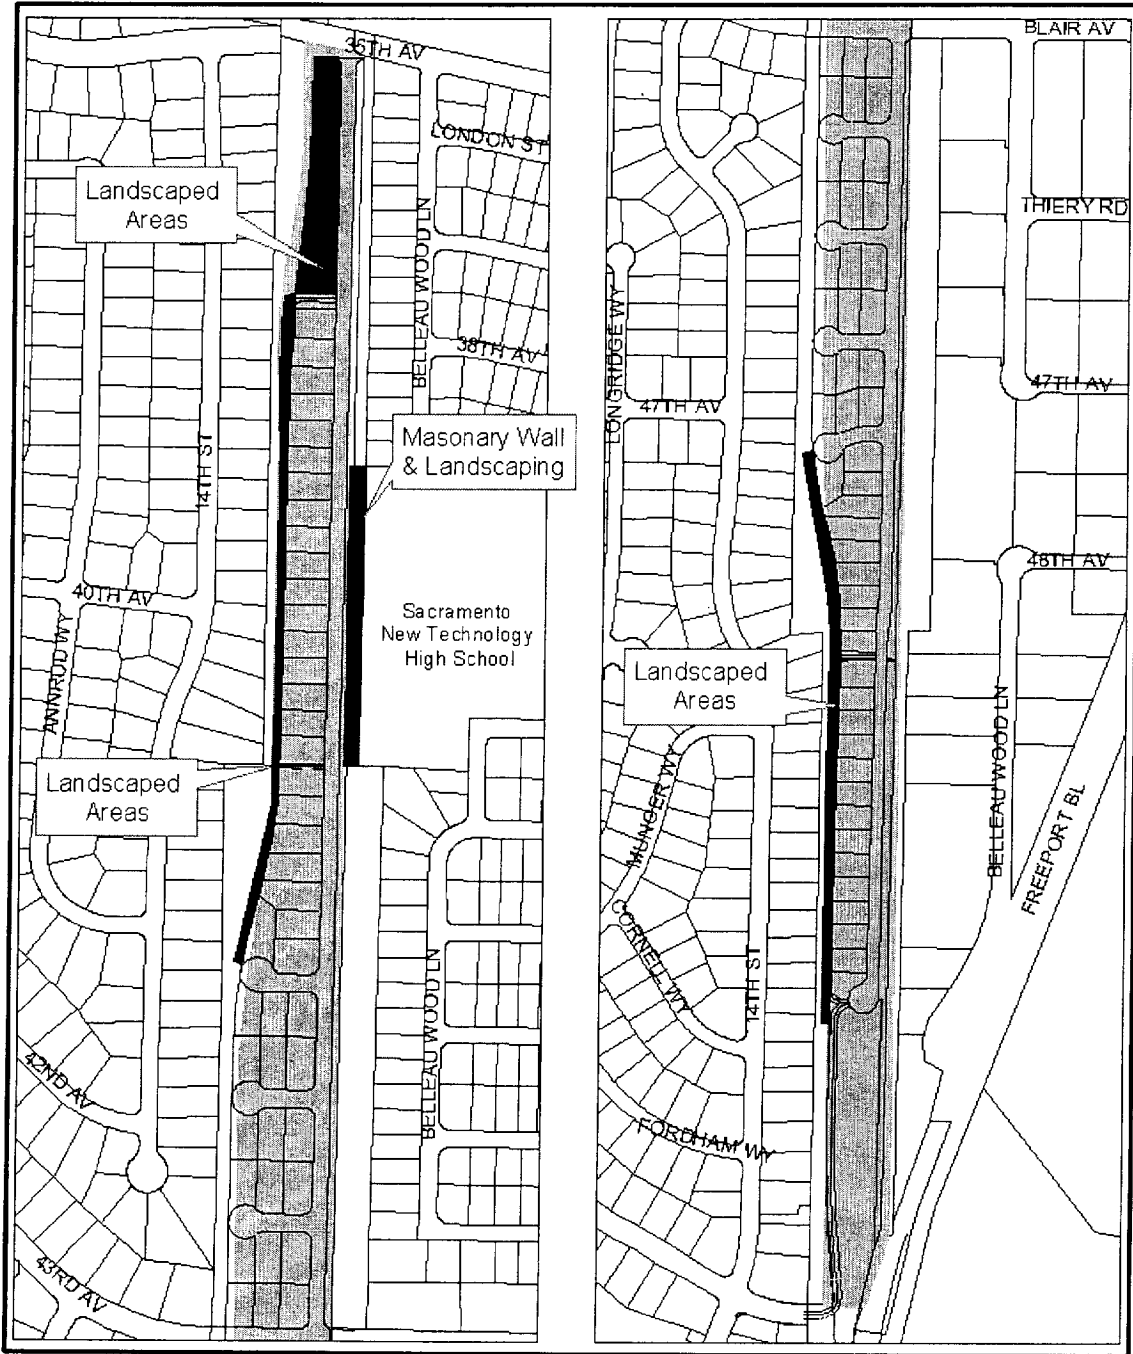 35TH AV
LONDON ST
Landscaped
Areas
BELLEAU WOOD LN
38TH AV
Masonary Wall
& Landscaping
14TH ST
40TH AV
Sacramento
New Technology
High School
ANNRUD WY
Landscaped
Areas
BELLEAU WOOD LN
42ND AV
43RD AV
BLAIR AV
THIERY RD
LONGRIDGE WY
47TH AV
47TH AV
48TH AV
Landscaped
Areas
BELLEAU WOOD LN
MUNGER WY
FREEPORT BL
CORNELL WY
14TH ST
FORDHAM WY